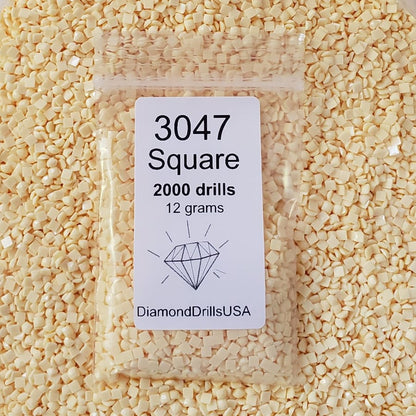 3047
Square
2000 drills
12 grams
DiamondDrillsUSA